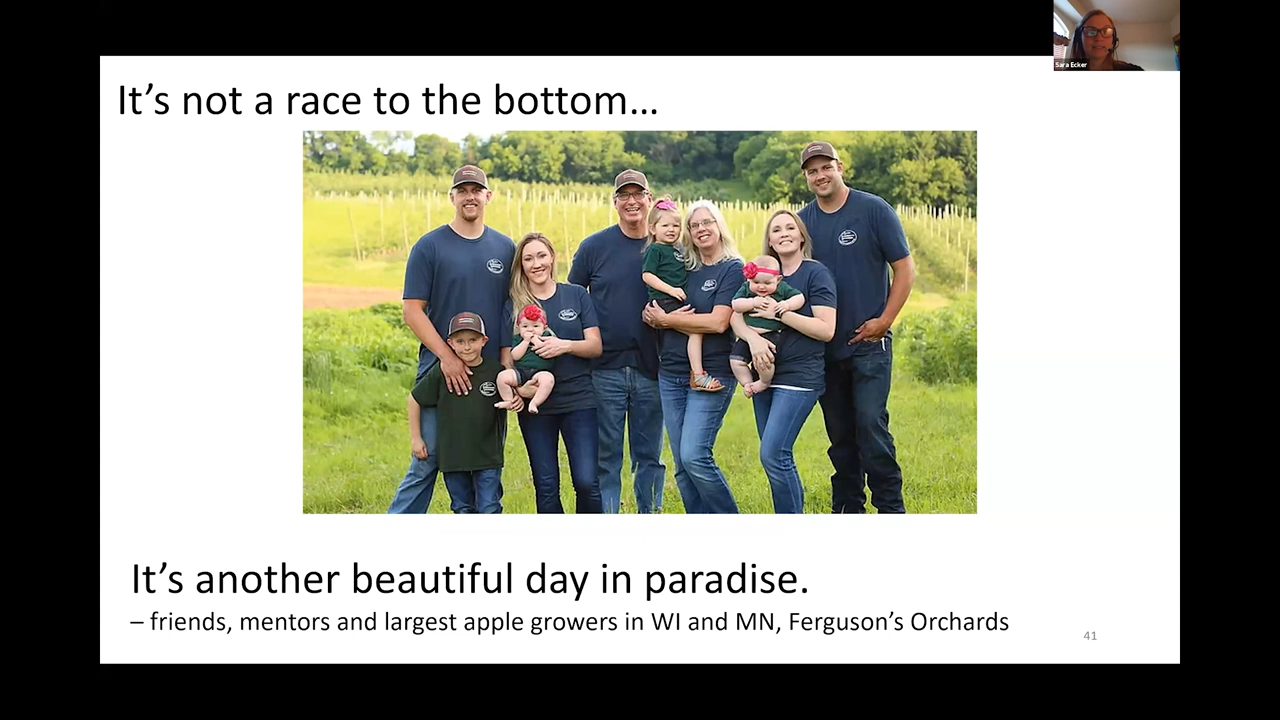 Sara Ecker
It’s not a race to the bottom…
It’s another beautiful day in paradise.
– friends, mentors and largest apple growers in WI and MN, Ferguson’s Orchards
41